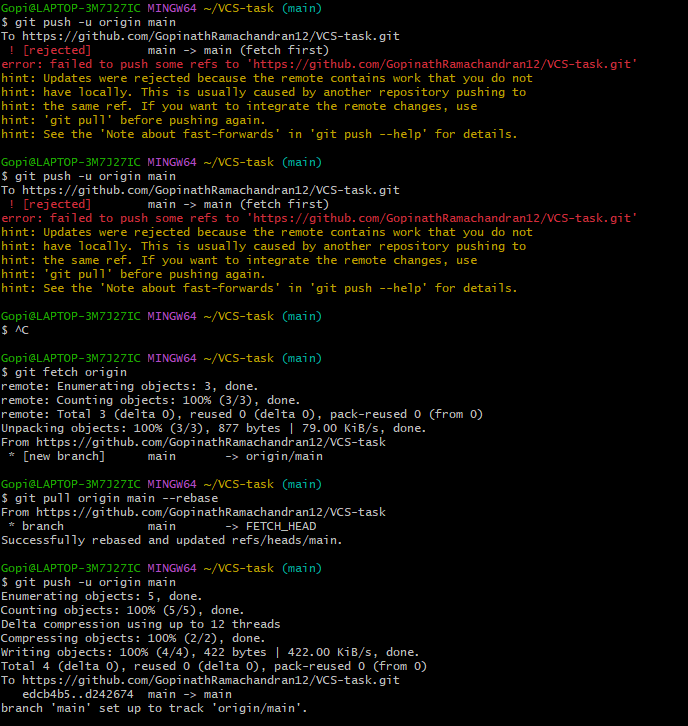 Gopi@LAPTOP-3M7J27IC MINGW64 ~/VCS-task (main)
$ git push -u origin main
To https://github.com/GopinathRamachandran12/VCS-task.git
 ! [rejected]        main -> main (fetch first)
error: failed to push some refs to 'https://github.com/GopinathRamachandran12/VCS-task.git'
hint: Updates were rejected because the remote contains work that you do not
hint: have locally. This is usually caused by another repository pushing to
hint: the same ref. If you want to integrate the remote changes, use
hint: 'git pull' before pushing again.
hint: See the 'Note about fast-forwards' in 'git push --help' for details.
Gopi@LAPTOP-3M7J27IC MINGW64 ~/VCS-task (main)
$ git push -u origin main
To https://github.com/GopinathRamachandran12/VCS-task.git
 ! [rejected]        main -> main (fetch first)
error: failed to push some refs to 'https://github.com/GopinathRamachandran12/VCS-task.git'
hint: Updates were rejected because the remote contains work that you do not
hint: have locally. This is usually caused by another repository pushing to
hint: the same ref. If you want to integrate the remote changes, use
hint: 'git pull' before pushing again.
hint: See the 'Note about fast-forwards' in 'git push --help' for details.
Gopi@LAPTOP-3M7J27IC MINGW64 ~/VCS-task (main)
$ ^C
Gopi@LAPTOP-3M7J27IC MINGW64 ~/VCS-task (main)
$ git fetch origin
remote: Enumerating objects: 3, done.
remote: Counting objects: 100% (3/3), done.
remote: Total 3 (delta 0), reused 0 (delta 0), pack-reused 0 (from 0)
Unpacking objects: 100% (3/3), 877 bytes | 79.00 KiB/s, done.
From https://github.com/GopinathRamachandran12/VCS-task
 * [new branch]      main       -> origin/main
Gopi@LAPTOP-3M7J27IC MINGW64 ~/VCS-task (main)
$ git pull origin main --rebase
From https://github.com/GopinathRamachandran12/VCS-task
 * branch            main       -> FETCH_HEAD
Successfully rebased and updated refs/heads/main.
Gopi@LAPTOP-3M7J27IC MINGW64 ~/VCS-task (main)
$ git push -u origin main
Enumerating objects: 5, done.
Counting objects: 100% (5/5), done.
Delta compression using up to 12 threads
Compressing objects: 100% (2/2), done.
Writing objects: 100% (4/4), 422 bytes | 422.00 KiB/s, done.
Total 4 (delta 0), reused 0 (delta 0), pack-reused 0 (from 0)
To https://github.com/GopinathRamachandran12/VCS-task.git
   edcb4b5..d242674  main -> main
branch 'main' set up to track 'origin/main'.